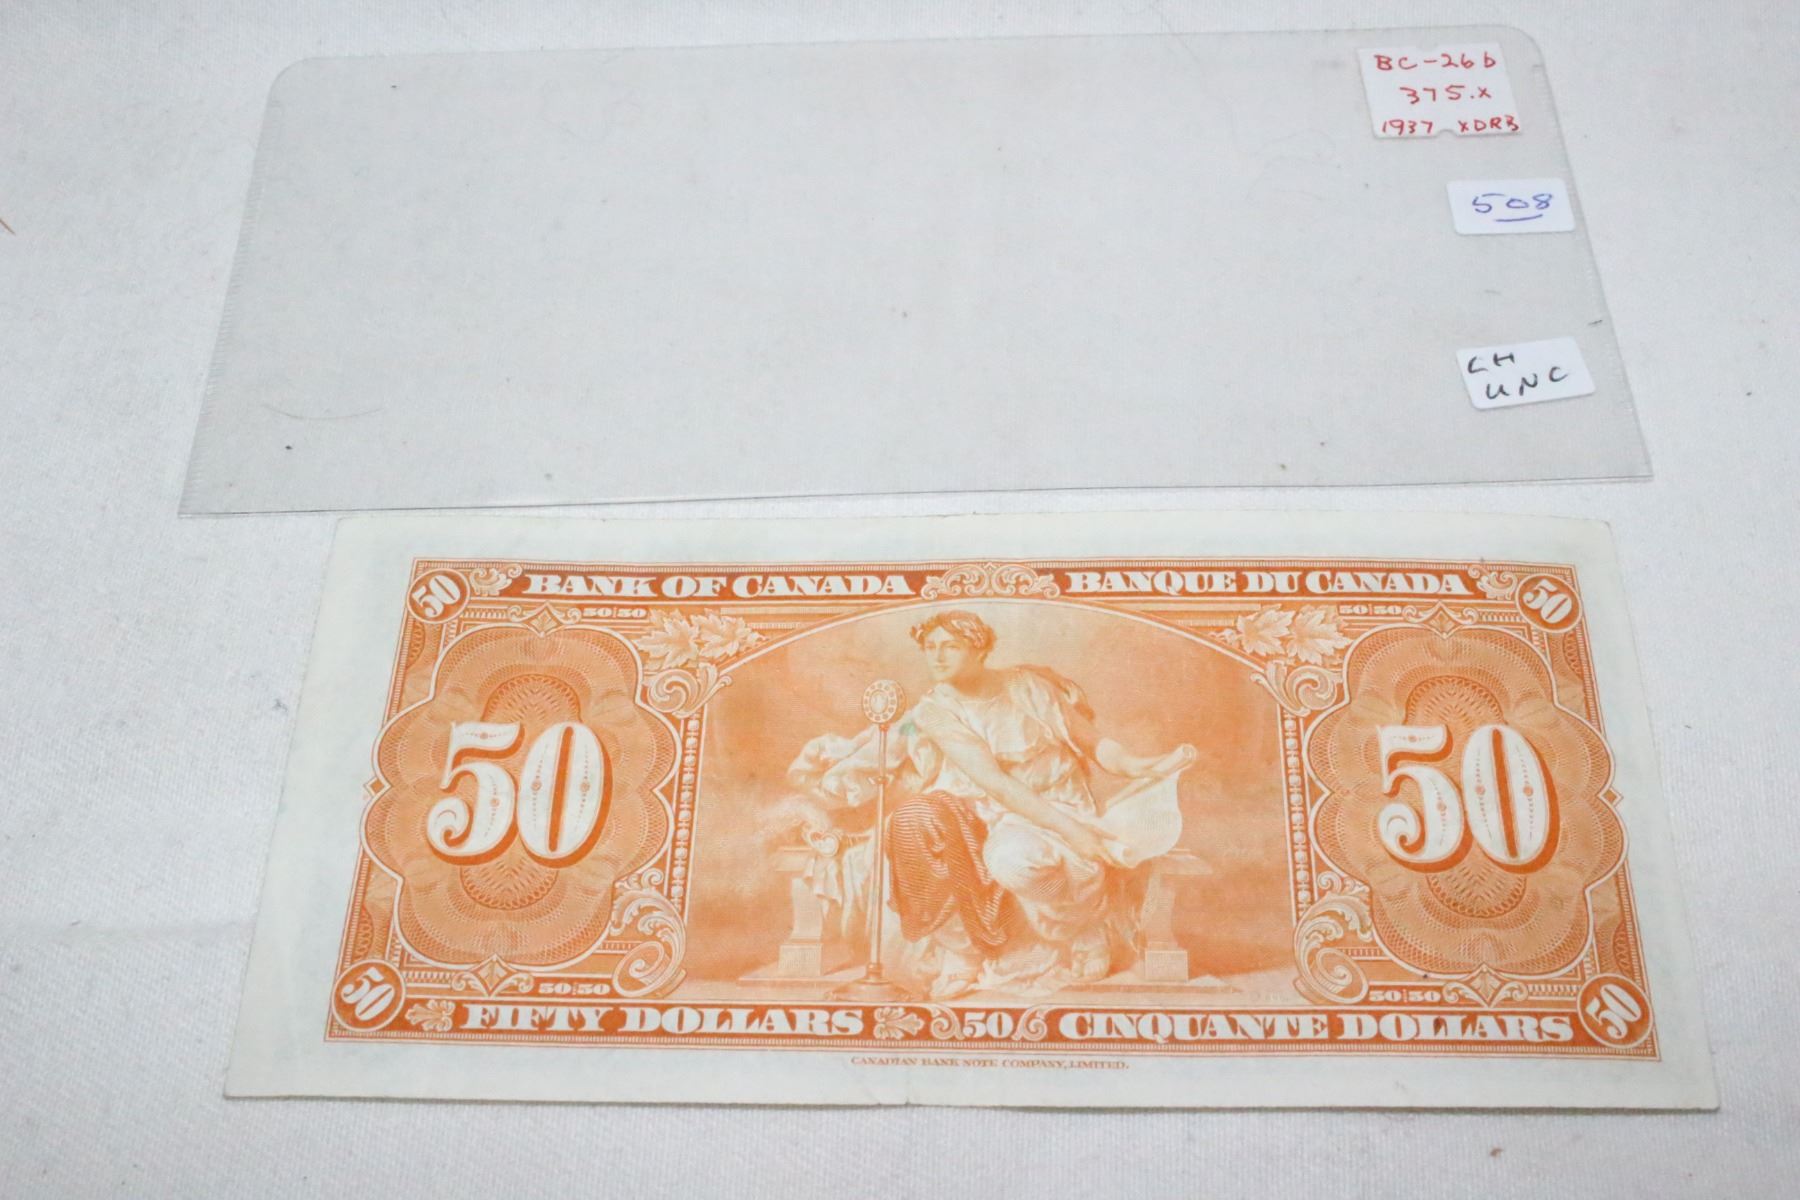 BC-26b
375.x
1937 XDRB
508
CH
UNC
BANK OF CANADA BANQUE DU CANADA
50 50|50 50|50 50
50 50
50 50|50 50|50 50
FIFTY DOLLARS 50 CINQUANTE DOLLARS
CANADIAN BANK NOTE COMPANY, LIMITED.